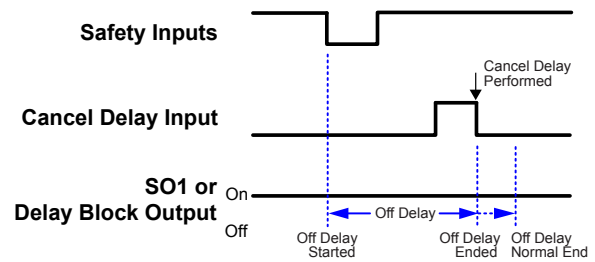 Safety Inputs
Cancel Delay
Performed
Cancel Delay Input
SO1 or
Delay Block Output
On
Off
Off Delay
Off Delay
Started
Off Delay
Ended
Off Delay
Normal End